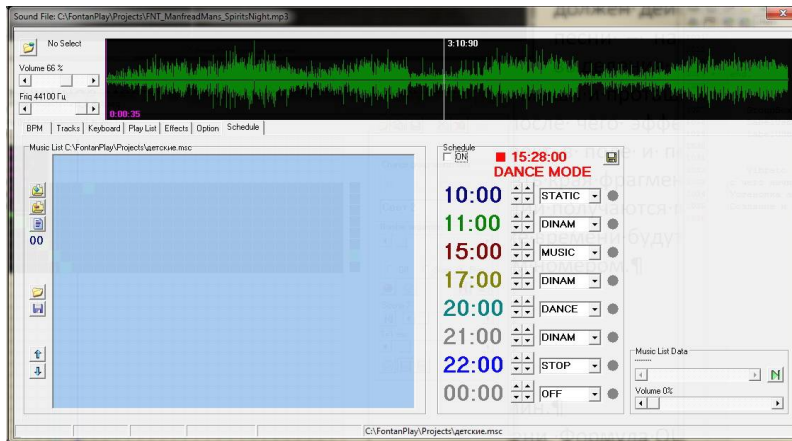 Sound File: C:\FontanPlay\Projects\FNT_ManfreadMans_SpiritsNight.mp3
No Select
3:10:90
Volume 66 %
Friq 44100 Гц
0:00:35
BPM Tracks Keyboard Play List Effects Option Schedule
Music List C:\FontanPlay\Projects\детские.msc
Schedule
ON
15:28:00
DANCE MODE
10:00 STATIC
11:00 DINAM
00
15:00 MUSIC
17:00 DINAM
20:00 DANCE
21:00 DINAM
22:00 STOP
00:00 OFF
Music List Data
--------
N
Volume 0%
C:\FontanPlay\Projects\детские.msc